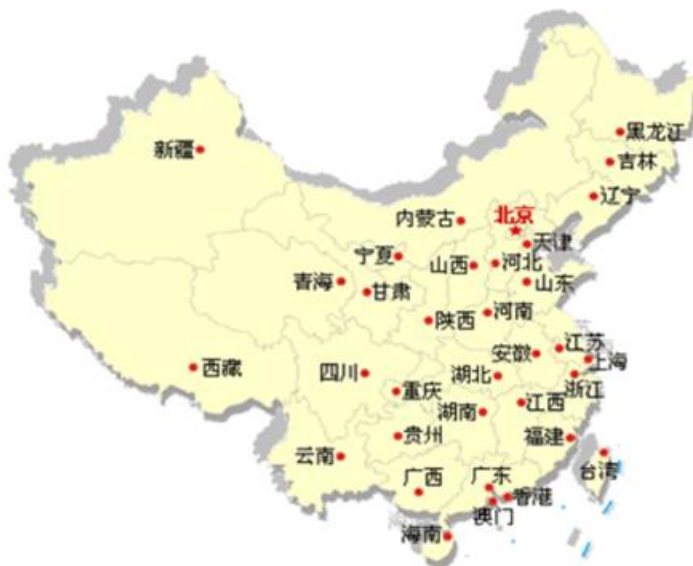 黑龙江
新疆
吉林
辽宁
内蒙古
北京
天津
宁夏
山西
河北
青海
甘肃
山东
陕西
河南
安徽
江苏
上海
西藏
四川
湖北
浙江
重庆
湖南
江西
贵州
福建
云南
台湾
广西
广东
香港
澳门
海南